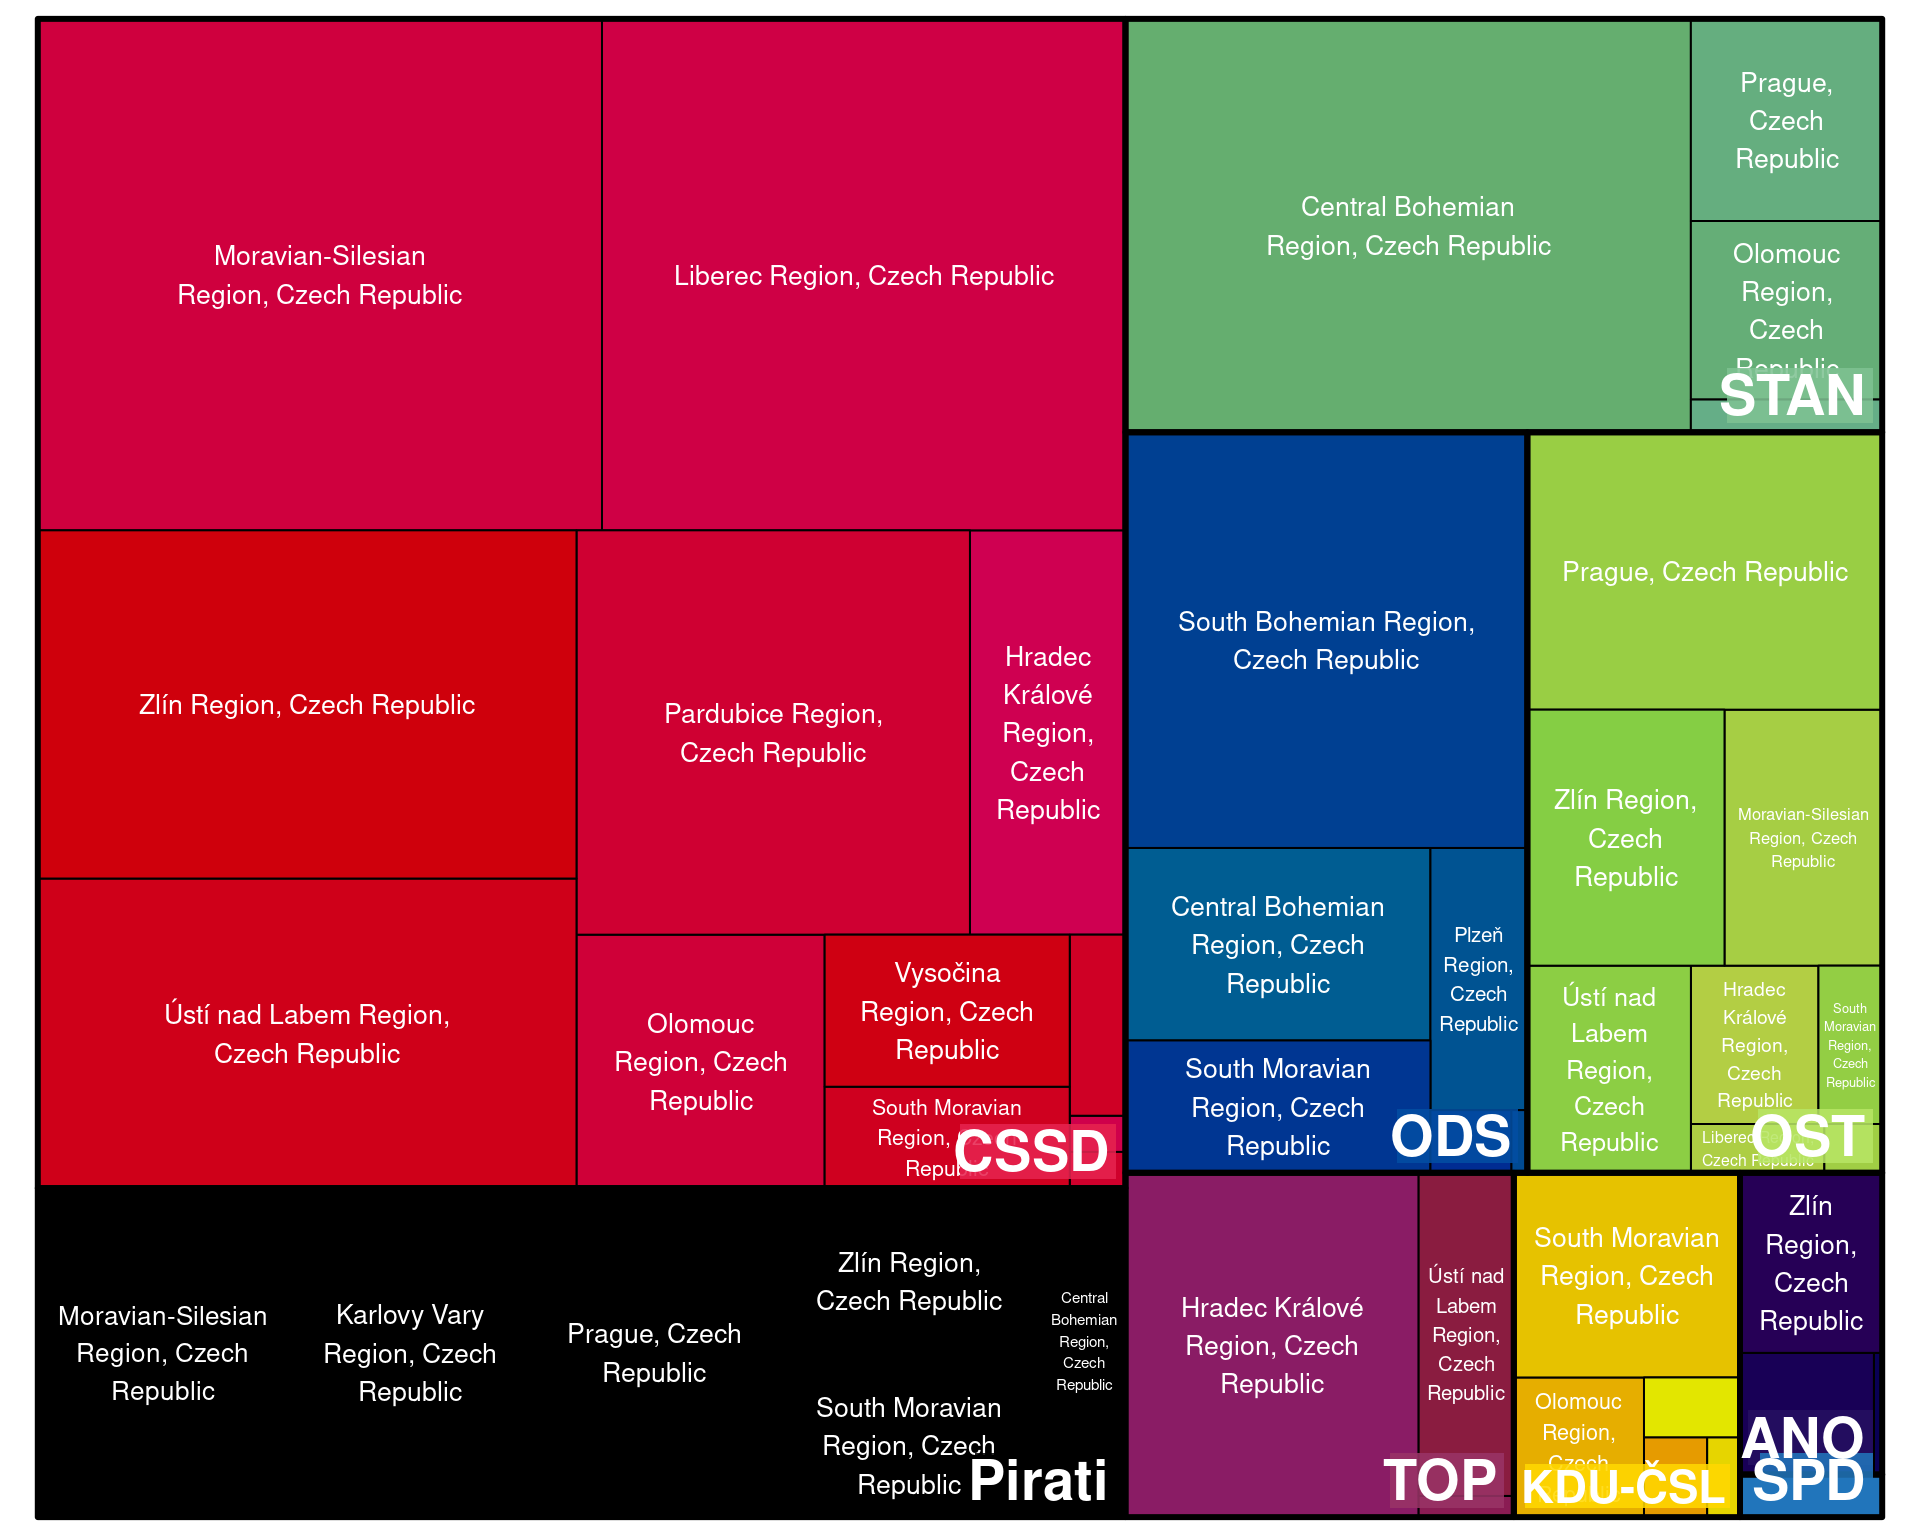 Moravian-Silesian
Region, Czech Republic
Liberec Region, Czech Republic
Zlín Region, Czech Republic
Pardubice Region,
Czech Republic
Hradec
Králové
Region,
Czech
Republic
Ústí nad Labem Region,
Czech Republic
Olomouc
Region, Czech
Republic
Vysočina
Region, Czech
Republic
South Moravian
Region,
CSSD
Moravian-Silesian
Region, Czech
Republic
Karlovy Vary
Region, Czech
Republic
Prague, Czech
Republic
Zlín Region,
Czech Republic
South Moravian
Region, Czech
Republic
Central
Bohemian
Region,
Czech
Republic
Pirati
Central Bohemian
Region, Czech Republic
Prague,
Czech
Republic
Olomouc
Region,
Czech
Republic
STAN
South Bohemian Region,
Czech Republic
Central Bohemian
Region, Czech
Republic
Plzeň
Region,
Czech
Republic
South Moravian
Region, Czech
Republic
ODS
Prague, Czech Republic
Zlín Region,
Czech
Republic
Moravian-Silesian
Region, Czech
Republic
Ústí nad
Labem
Region,
Czech
Republic
Hradec
Králové
Region,
Czech
Republic
South
Moravian
Region,
Czech
Republic
Liberec
Czech Republic
OST
Hradec Králové
Region, Czech
Republic
Ústí nad
Labem
Region,
Czech
Republic
TOP
South Moravian
Region, Czech
Republic
Olomouc
Region,
Czech
KDU-ČSL
Zlín
Region,
Czech
Republic
ANO
SPD